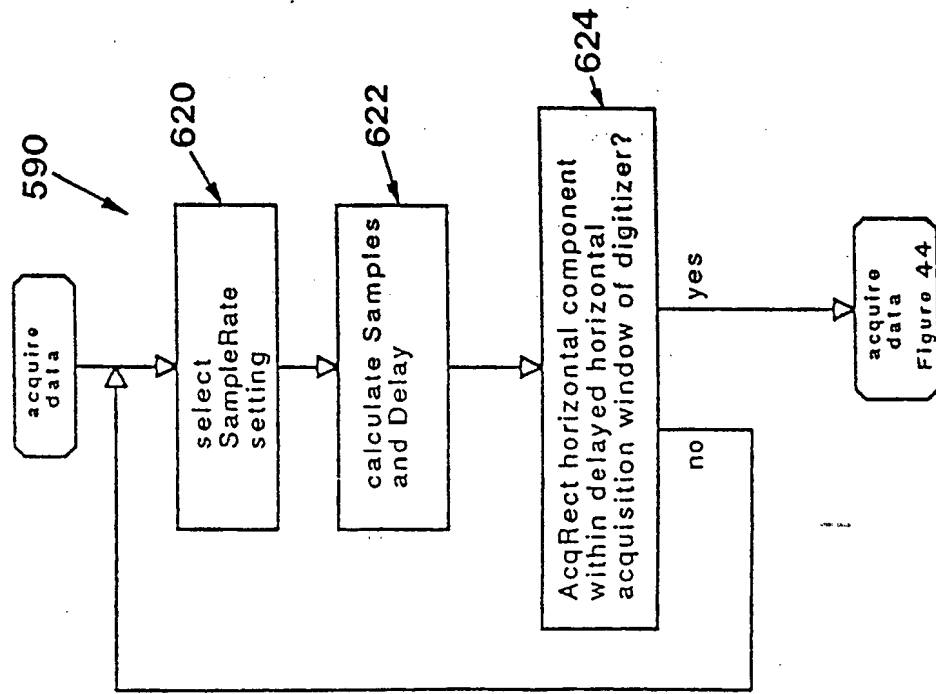 590
acquire
data
620
select
SampleRate
setting
622
calculate Samples
and Delay
624
AcqRect horizontal component
within delayed horizontal
acquisition window of digitizer?
no
yes
acquire
data
Figure 44